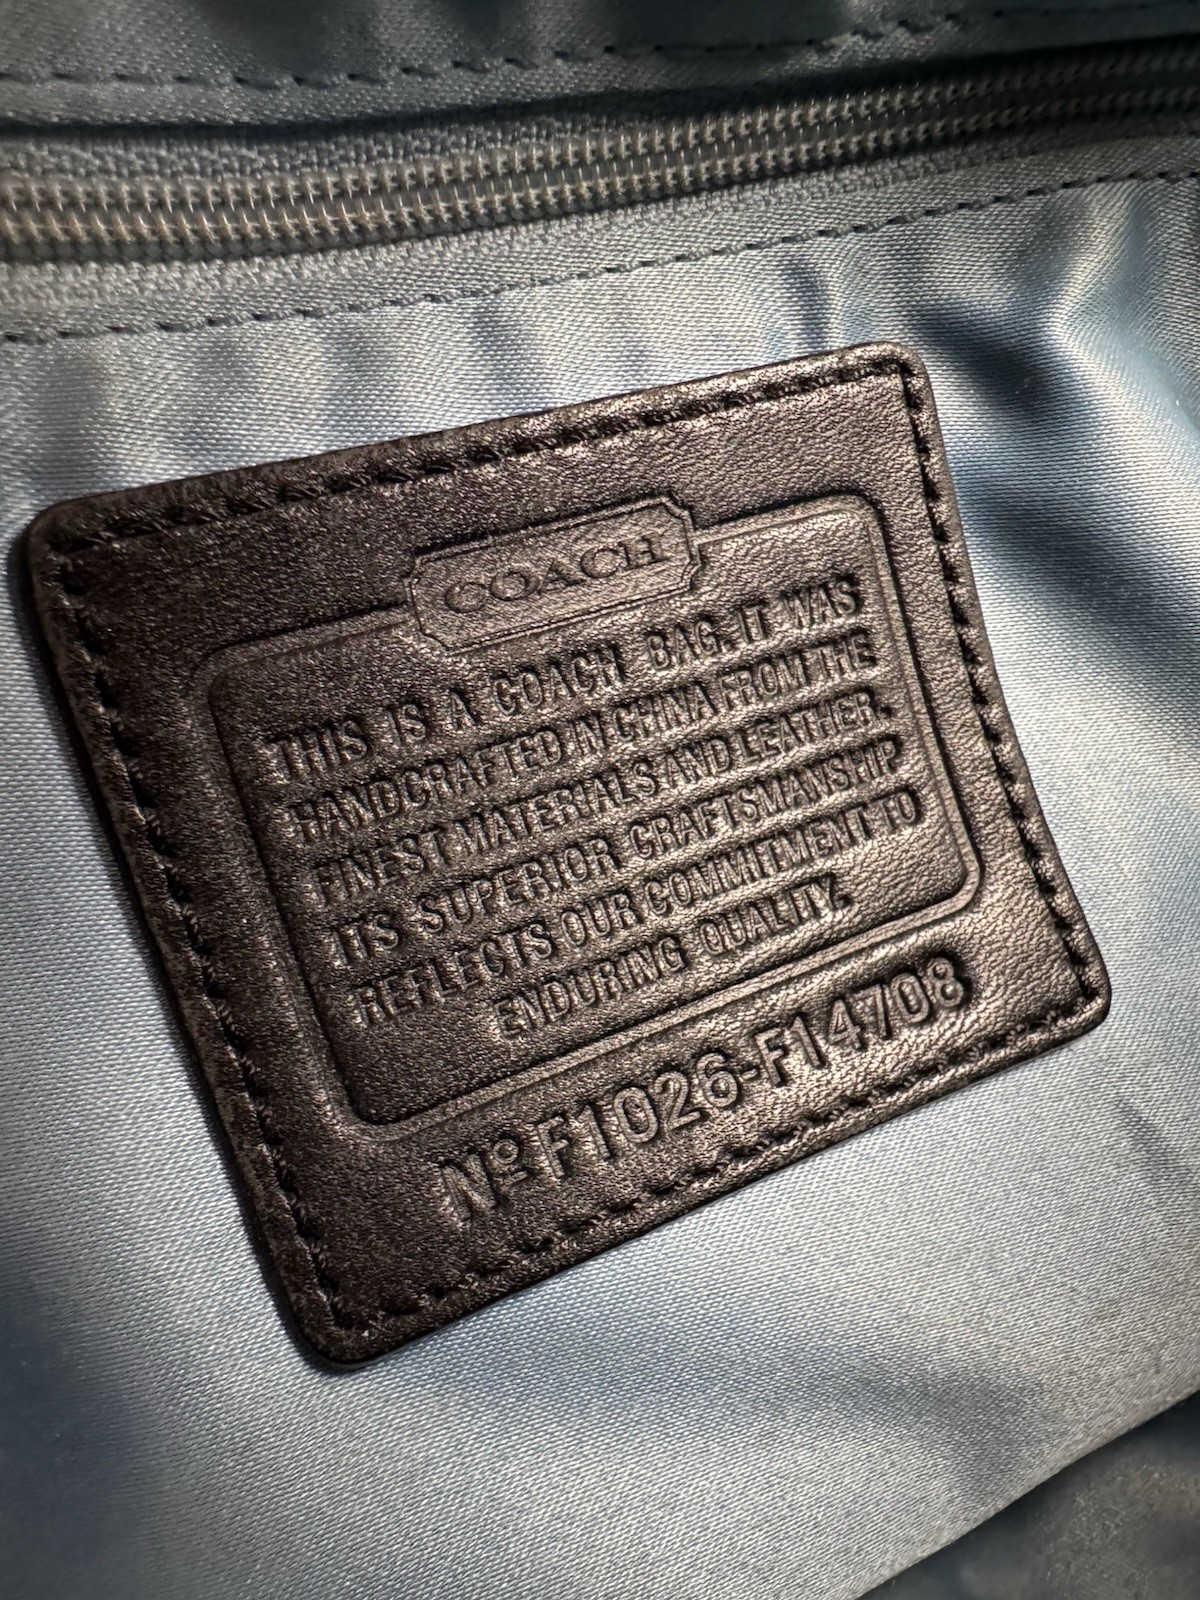 COACH
THIS IS A COACH BAG. IT WAS
HANDCRAFTED IN CHINA FROM THE
FINEST MATERIALS AND LEATHER.
ITS SUPERIOR CRAFTSMANSHIP
REFLECTS OUR COMMITMENT TO
ENDURING QUALITY.
Nº F1026-F14708